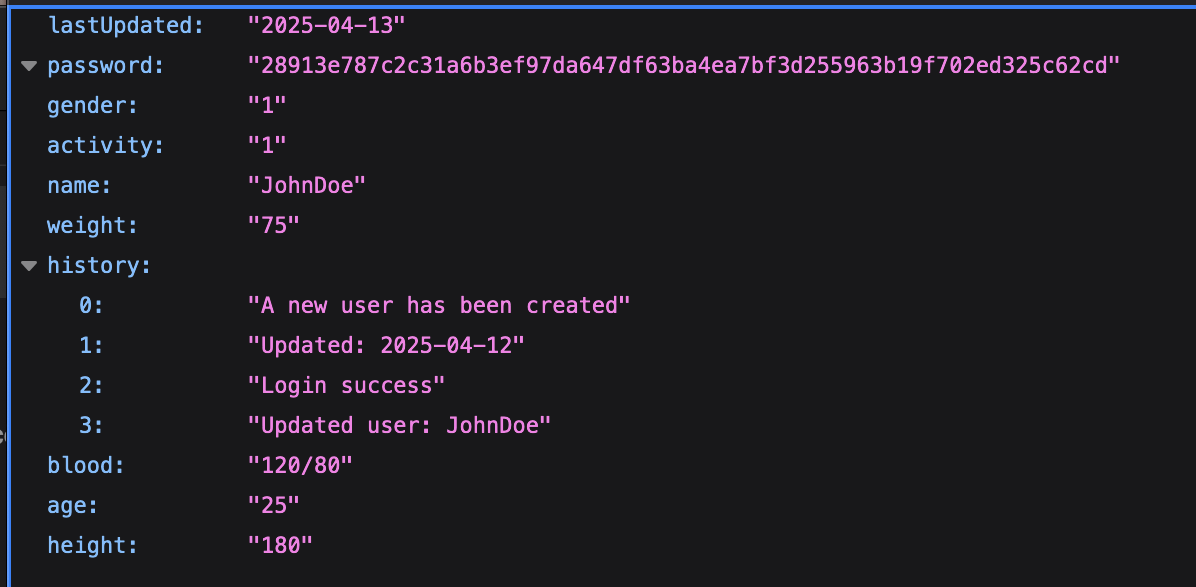 lastUpdated: "2025-04-13"
password: "28913e787c2c31a6b3ef97da647df63ba4ea7bf3d255963b19f702ed325c62cd"
gender: "1"
activity: "1"
name: "JohnDoe"
weight: "75"
history:
0: "A new user has been created"
1: "Updated: 2025-04-12"
2: "Login success"
3: "Updated user: JohnDoe"
blood: "120/80"
age: "25"
height: "180"